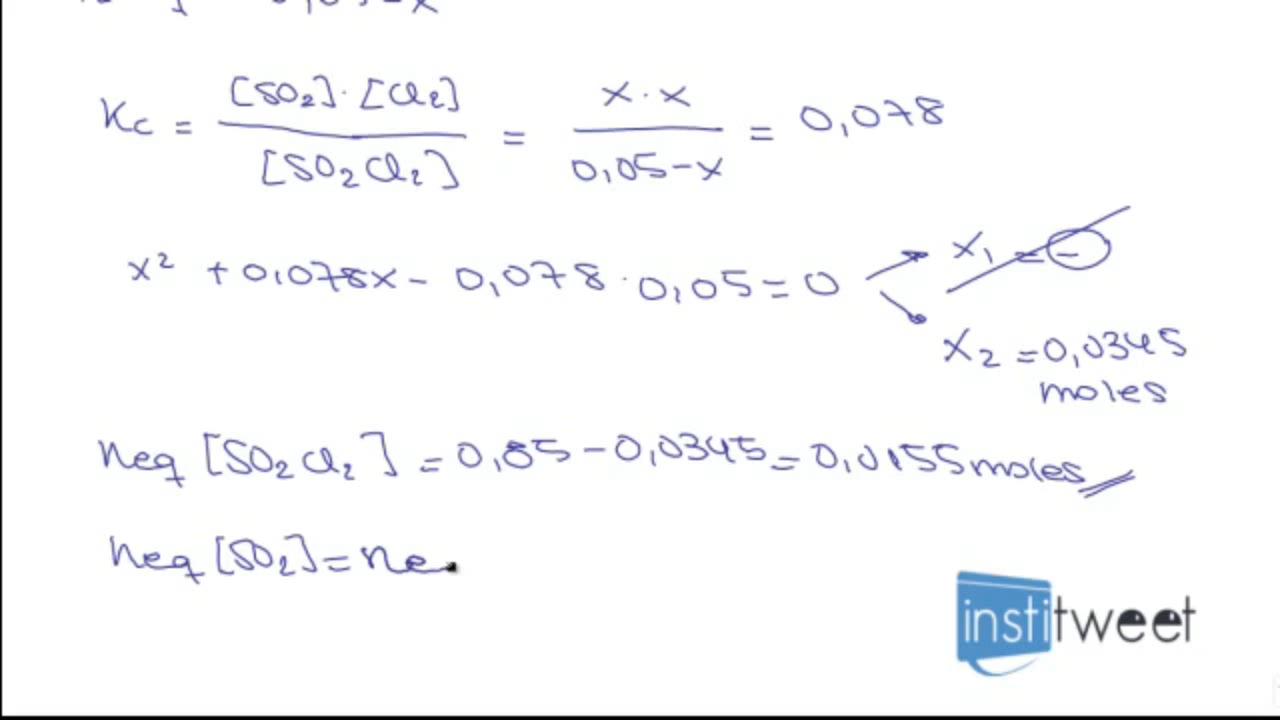 Kc = [SO2]·[Cl2] / [SO2Cl2] = x·x / 0,05-x = 0,078
x² + 0,078x - 0,078·0,05 = 0
x1 = -
x2 = 0,0345
moles
neq [SO2Cl2] = 0,05 - 0,0345 = 0,0155 moles
neq [SO2] = ne
institweet